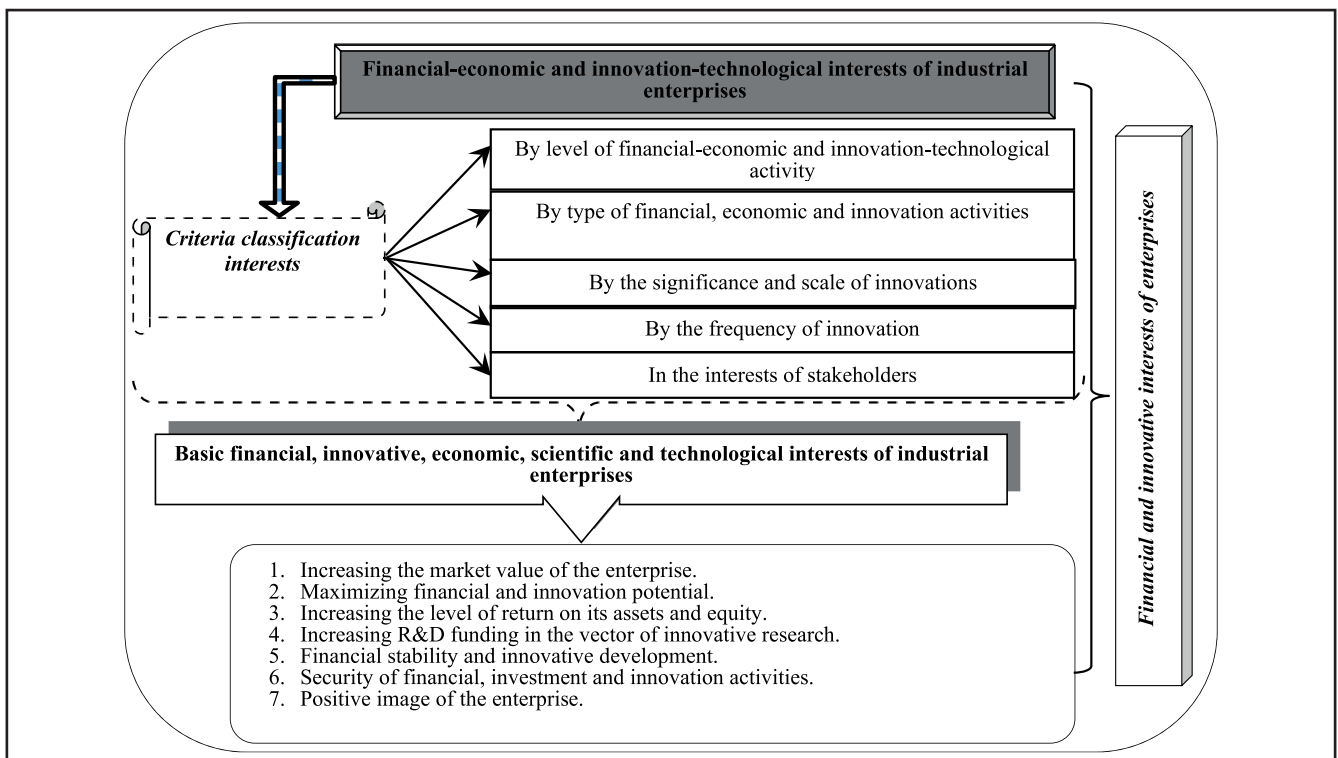 Financial-economic and innovation-technological interests of industrial
enterprises
By level of financial-economic and innovation-technological
activity
By type of financial, economic and innovation activities
Criteria classification
interests
By the significance and scale of innovations
By the frequency of innovation
In the interests of stakeholders
Basic financial, innovative, economic, scientific and technological interests of industrial
enterprises
1. Increasing the market value of the enterprise.
2. Maximizing financial and innovation potential.
3. Increasing the level of return on its assets and equity.
4. Increasing R&D funding in the vector of innovative research.
5. Financial stability and innovative development.
6. Security of financial, investment and innovation activities.
7. Positive image of the enterprise.
Financial and innovative interests of enterprises